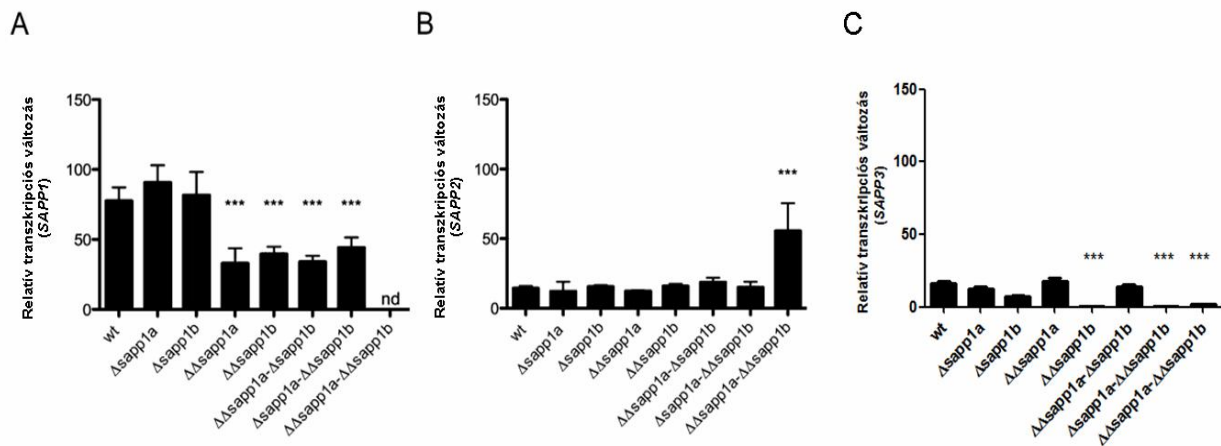 A
B
C
Relatív transzkripciós változás
(SAPP1)
150
100
50
0
***
***
***
***
nd
wt
Δsapp1a
Δsapp1b
ΔΔsapp1a
ΔΔsapp1b
ΔΔsapp1a-Δsapp1b
Δsapp1a-ΔΔsapp1b
ΔΔsapp1a-ΔΔsapp1b
Relatív transzkripciós változás
(SAPP2)
150
100
50
0
***
wt
Δsapp1a
Δsapp1b
ΔΔsapp1a
ΔΔsapp1b
ΔΔsapp1a-Δsapp1b
Δsapp1a-ΔΔsapp1b
ΔΔsapp1a-ΔΔsapp1b
Relatív transzkripciós változás
(SAPP3)
150
100
50
0
***
***
***
wt
Δsapp1a
Δsapp1b
ΔΔsapp1a
ΔΔsapp1b
ΔΔsapp1a-Δsapp1b
Δsapp1a-ΔΔsapp1b
ΔΔsapp1a-ΔΔsapp1b